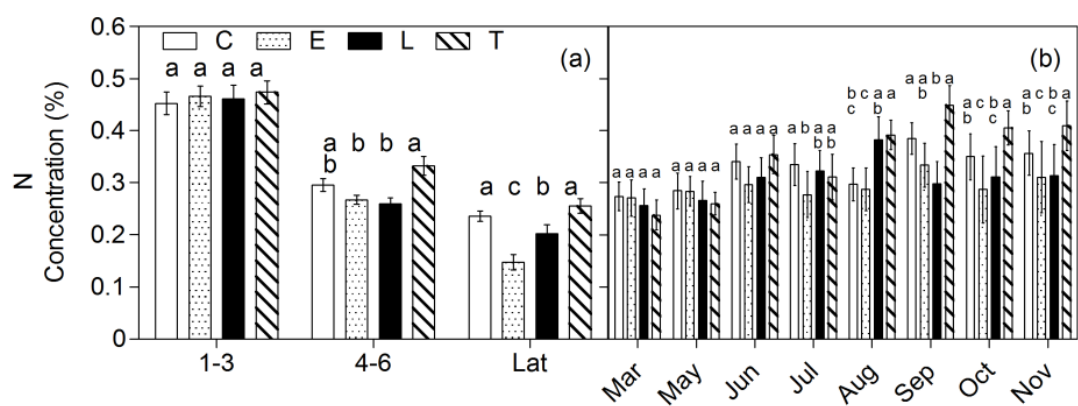 N
Concentration (%)
0.6
0.5
0.4
0.3
0.2
0.1
0
C E L T
(a)
(b)
a a a a
a b b a
b
a c b a
1-3 4-6 Lat
a a a a
a a a a
a a a a
a b a a
b b
b c a a
c b
a a b a
b
a c b a
b c
a c b a
b c
Mar May Jun Jul Aug Sep Oct Nov